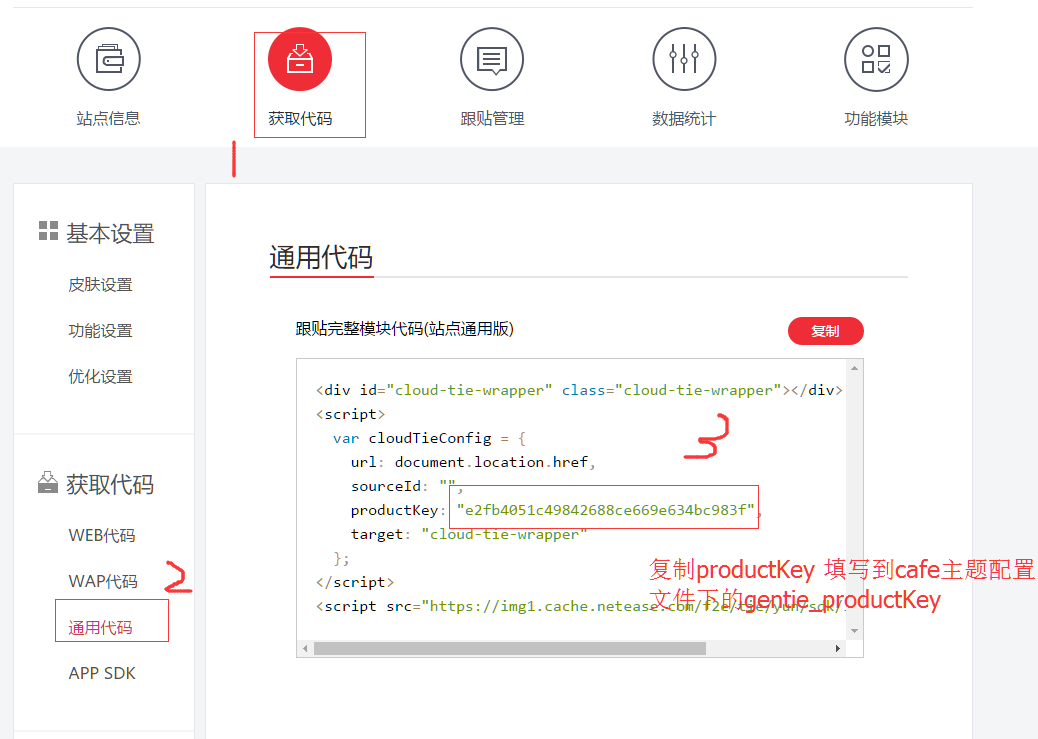 站点信息
获取代码
跟贴管理
数据统计
功能模块
1
基本设置
皮肤设置
功能设置
优化设置
获取代码
WEB代码
WAP代码
2
通用代码
APP SDK
通用代码
跟贴完整模块代码(站点通用版)
复制
<div id="cloud-tie-wrapper" class="cloud-tie-wrapper"></div>
<script>
var cloudTieConfig = {
url: document.location.href,
sourceId: "",
productKey: "e2fb4051c49842688ce669e634bc983f",
target: "cloud-tie-wrapper"
};
</script>
<script src="https://img1.cache.netease.com/f2e/tie/yun/sdk/
3
复制productKey 填写到cafe主题配置
文件下的gentie_productKey